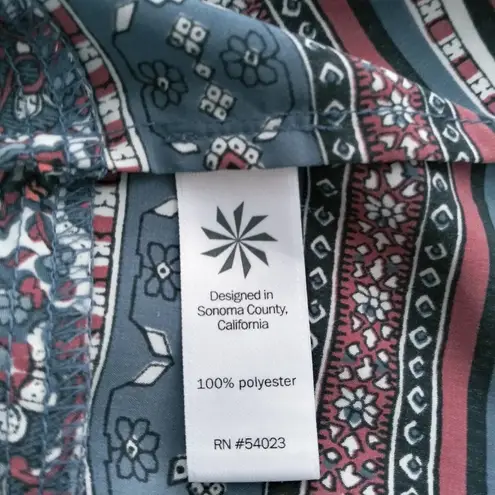 Designed in
Sonoma County,
California
100% polyester
RN #54023